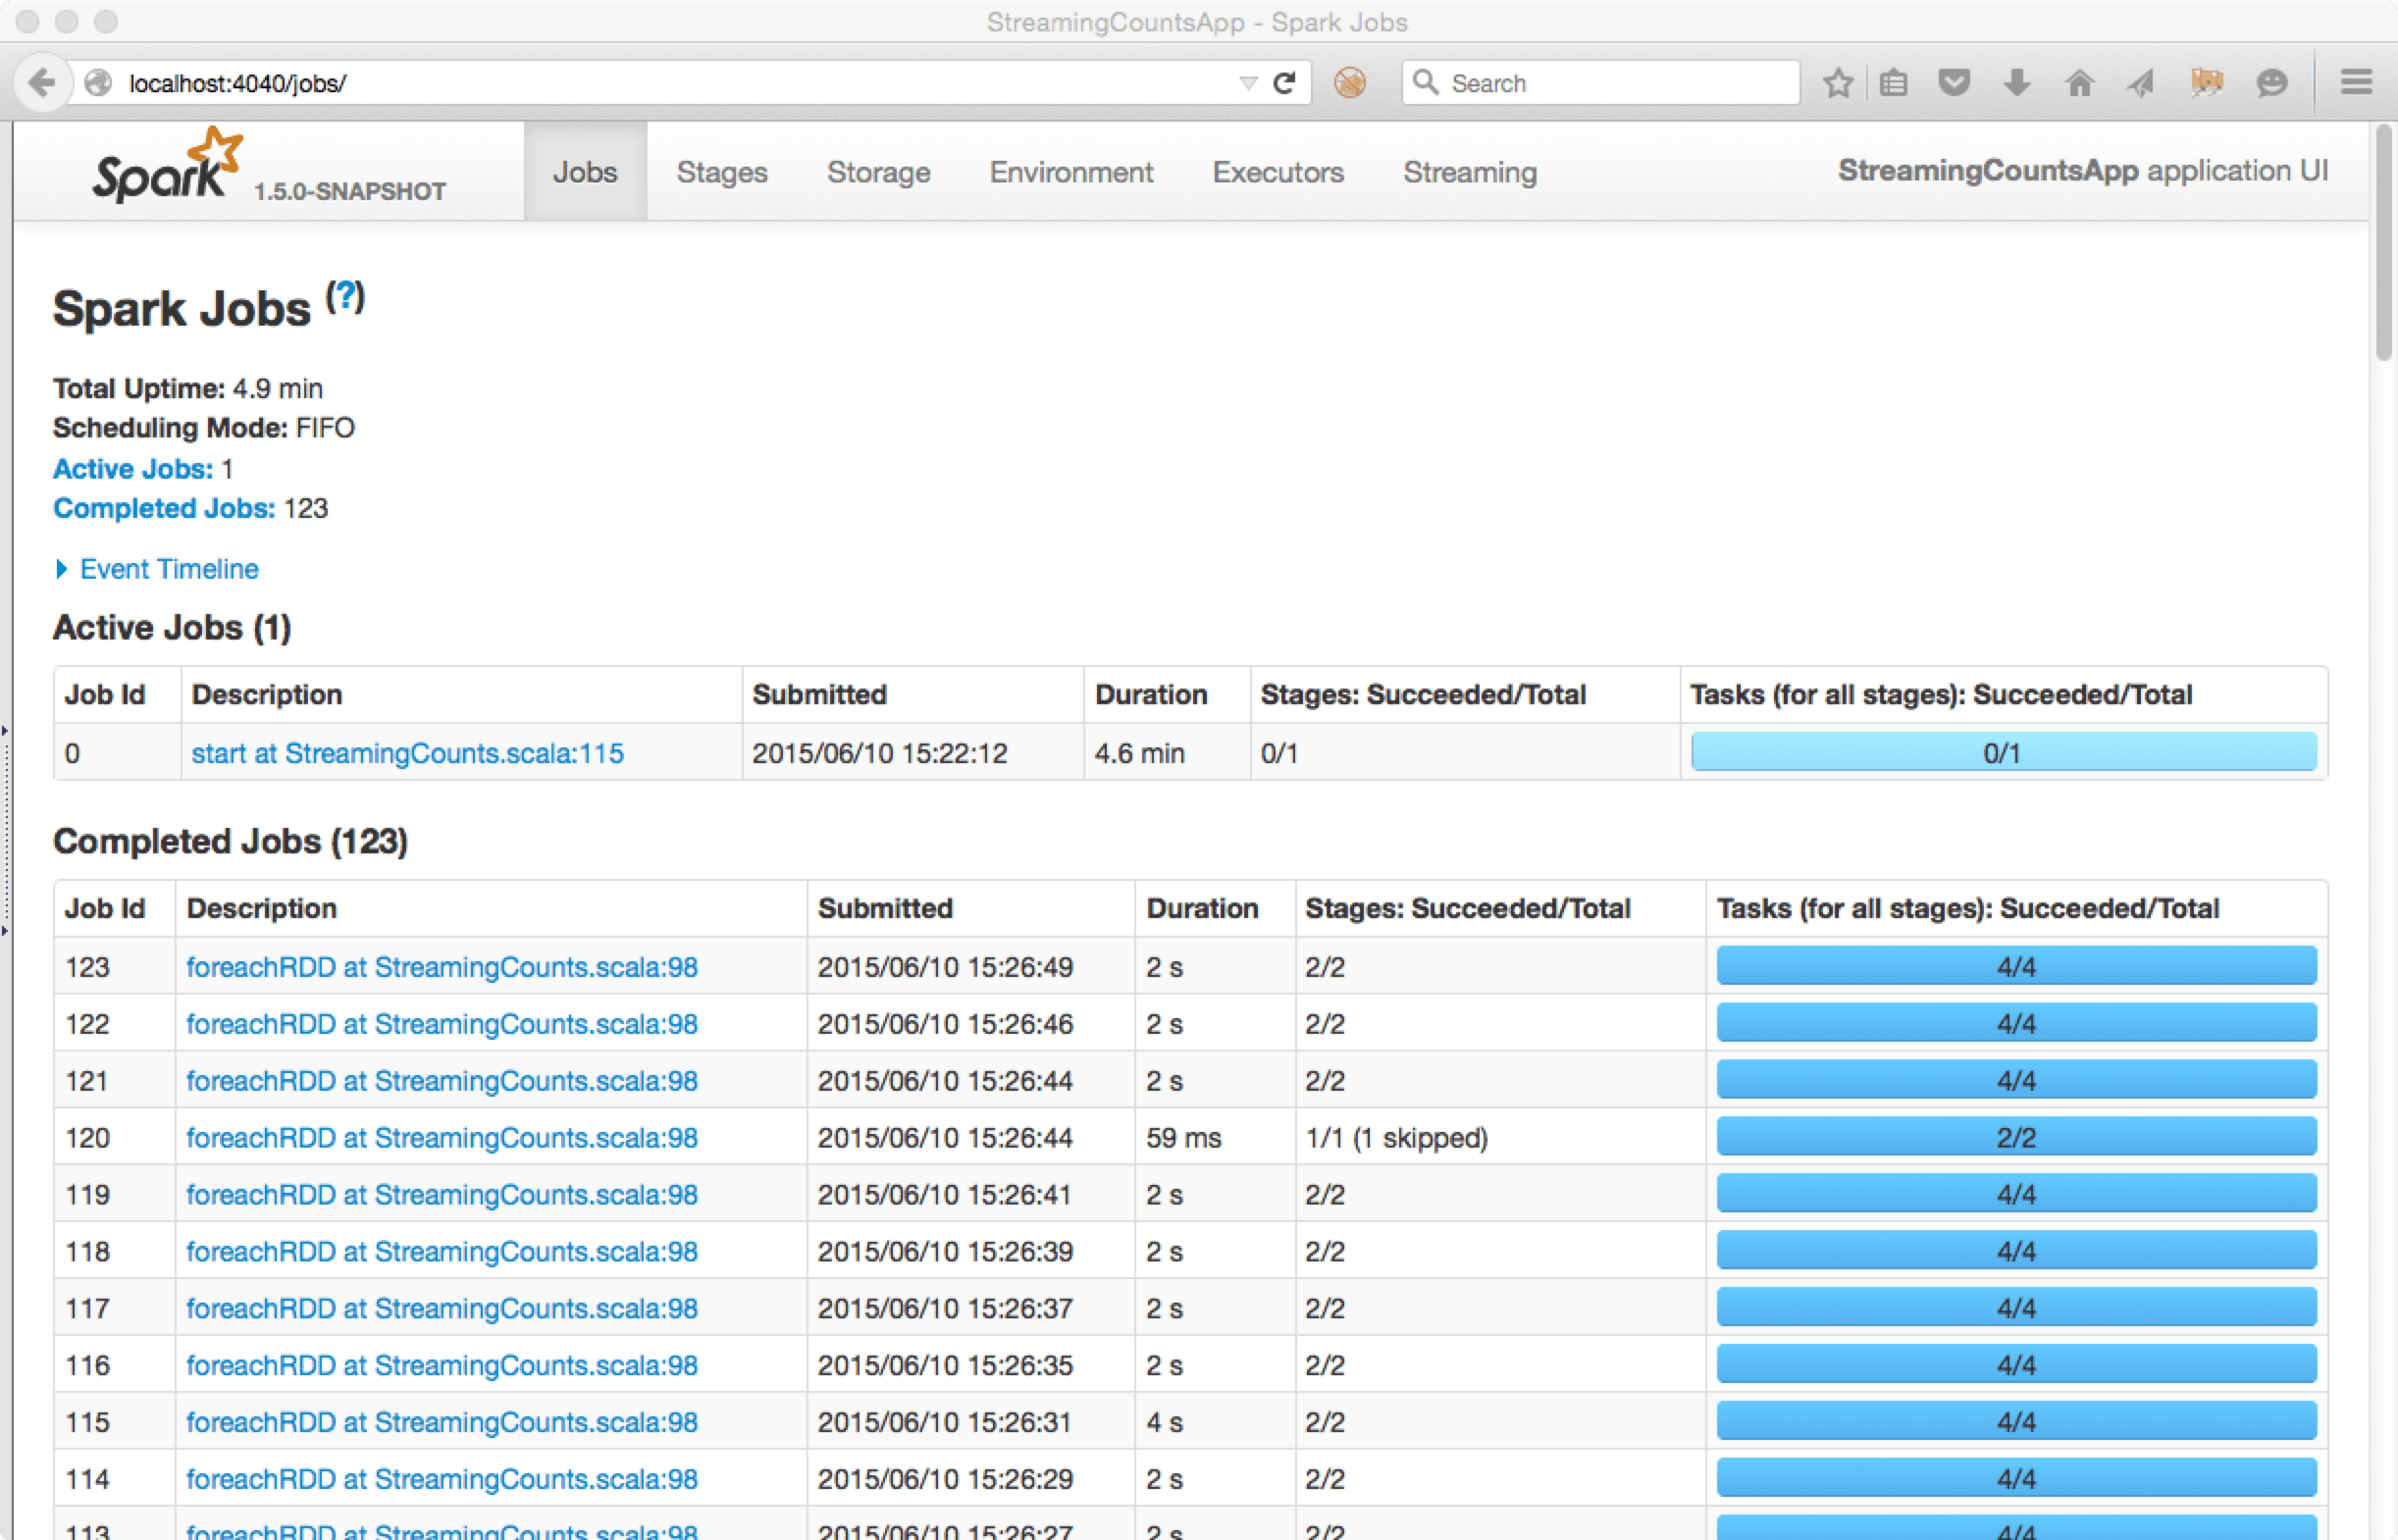 StreamingCountsApp - Spark Jobs
localhost:4040/jobs/ Search
Spark 1.5.0-SNAPSHOT Jobs Stages Storage Environment Executors Streaming StreamingCountsApp application UI
Spark Jobs (?)
Total Uptime: 4.9 min
Scheduling Mode: FIFO
Active Jobs: 1
Completed Jobs: 123
Event Timeline
Active Jobs (1)
Job Id Description Submitted Duration Stages: Succeeded/Total Tasks (for all stages): Succeeded/Total
0 start at StreamingCounts.scala:115 2015/06/10 15:22:12 4.6 min 0/1 0/1
Completed Jobs (123)
Job Id Description Submitted Duration Stages: Succeeded/Total Tasks (for all stages): Succeeded/Total
123 foreachRDD at StreamingCounts.scala:98 2015/06/10 15:26:49 2 s 2/2 4/4
122 foreachRDD at StreamingCounts.scala:98 2015/06/10 15:26:46 2 s 2/2 4/4
121 foreachRDD at StreamingCounts.scala:98 2015/06/10 15:26:44 2 s 2/2 4/4
120 foreachRDD at StreamingCounts.scala:98 2015/06/10 15:26:44 59 ms 1/1 (1 skipped) 2/2
119 foreachRDD at StreamingCounts.scala:98 2015/06/10 15:26:41 2 s 2/2 4/4
118 foreachRDD at StreamingCounts.scala:98 2015/06/10 15:26:39 2 s 2/2 4/4
117 foreachRDD at StreamingCounts.scala:98 2015/06/10 15:26:37 2 s 2/2 4/4
116 foreachRDD at StreamingCounts.scala:98 2015/06/10 15:26:35 2 s 2/2 4/4
115 foreachRDD at StreamingCounts.scala:98 2015/06/10 15:26:31 4 s 2/2 4/4
114 foreachRDD at StreamingCounts.scala:98 2015/06/10 15:26:29 2 s 2/2 4/4
113 foreachRDD at StreamingCounts.scala:98 2015/06/10 15:26:27 2 s 2/2 4/4